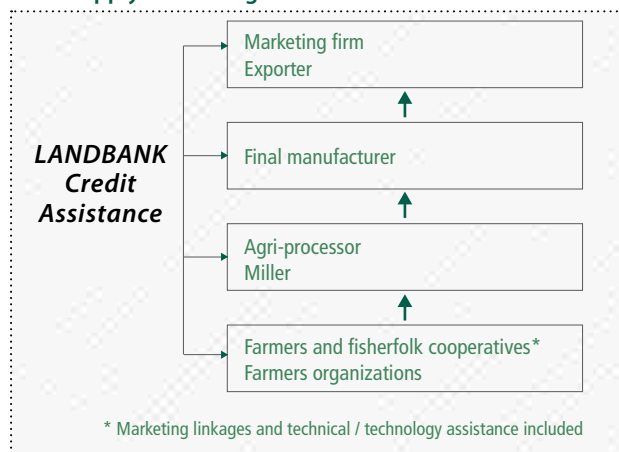 Marketing firm
Exporter
LANDBANK
Credit
Assistance
Final manufacturer
Agri-processor
Miller
Farmers and fisherfolk cooperatives*
Farmers organizations
* Marketing linkages and technical / technology assistance included